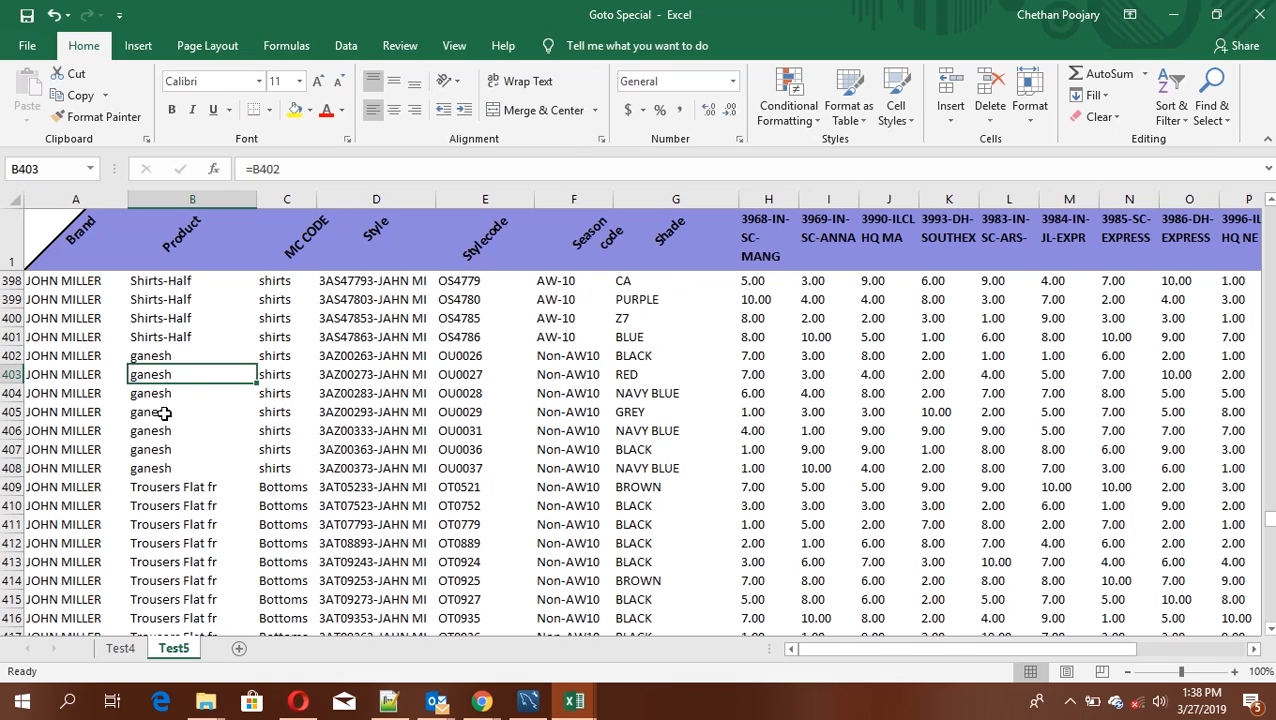 Goto Special - Excel
Chethan Poojary
File Home Insert Page Layout Formulas Data Review View Help Tell me what you want to do Share
Paste Cut Copy Format Painter
Calibri 11 A A B I U A
Wrap Text Merge & Center
General $ % ,
Conditional Formatting Format as Table Cell Styles
Insert Delete Format
AutoSum Fill Clear Sort & Filter Find & Select
Clipboard Font Alignment Number Styles Cells Editing
B403 fx =B402
A B C D E F G H I J K L M N O P
1 Brand Product MC CODE Style Stylecode Season code Shade 3968-IN-SC-MANG 3969-IN-SC-ANNA 3990-ILCL HQ MA 3993-DH-SOUTHEX 3983-IN-SC-ARS- 3984-IN-JL-EXPR 3985-SC-EXPRESS 3986-DH-EXPRESS 3996-IL HQ NE
398 JOHN MILLER Shirts-Half shirts 3AS47793-JAHN MI OS4779 AW-10 CA 5.00 3.00 9.00 6.00 9.00 4.00 7.00 10.00 1.00
399 JOHN MILLER Shirts-Half shirts 3AS47803-JAHN MI OS4780 AW-10 PURPLE 10.00 4.00 4.00 8.00 3.00 7.00 2.00 4.00 3.00
400 JOHN MILLER Shirts-Half shirts 3AS47853-JAHN MI OS4785 AW-10 Z7 8.00 2.00 2.00 3.00 1.00 9.00 3.00 3.00 1.00
401 JOHN MILLER Shirts-Half shirts 3AS47863-JAHN MI OS4786 AW-10 BLUE 8.00 10.00 5.00 1.00 6.00 8.00 10.00 9.00 7.00
402 JOHN MILLER ganesh shirts 3AZ00263-JAHN MI OU0026 Non-AW10 BLACK 7.00 3.00 8.00 2.00 1.00 1.00 6.00 2.00 1.00
403 JOHN MILLER ganesh shirts 3AZ00273-JAHN MI OU0027 Non-AW10 RED 7.00 3.00 4.00 2.00 4.00 5.00 7.00 10.00 2.00
404 JOHN MILLER ganesh shirts 3AZ00283-JAHN MI OU0028 Non-AW10 NAVY BLUE 6.00 4.00 8.00 2.00 3.00 7.00 8.00 5.00 5.00
405 JOHN MILLER shirts 3AZ00293-JAHN MI OU0029 Non-AW10 GREY 1.00 3.00 3.00 10.00 2.00 5.00 7.00 5.00 8.00
406 JOHN MILLER ganesh shirts 3AZ00333-JAHN MI OU0031 Non-AW10 NAVY BLUE 4.00 1.00 9.00 9.00 9.00 5.00 7.00 7.00 7.00
407 JOHN MILLER ganesh shirts 3AZ00363-JAHN MI OU0036 Non-AW10 BLACK 1.00 9.00 9.00 1.00 8.00 8.00 6.00 9.00 3.00
408 JOHN MILLER ganesh shirts 3AZ00373-JAHN MI OU0037 Non-AW10 NAVY BLUE 1.00 10.00 4.00 2.00 8.00 7.00 3.00 6.00 1.00
409 JOHN MILLER Trousers Flat fr Bottoms 3AT05233-JAHN MI OT0521 Non-AW10 BROWN 7.00 5.00 5.00 9.00 9.00 10.00 10.00 2.00 2.00
410 JOHN MILLER Trousers Flat fr Bottoms 3AT07523-JAHN MI OT0752 Non-AW10 BLACK 3.00 3.00 3.00 3.00 2.00 6.00 1.00 9.00 2.00
411 JOHN MILLER Trousers Flat fr Bottoms 3AT07793-JAHN MI OT0779 Non-AW10 BLACK 1.00 5.00 2.00 7.00 8.00 2.00 7.00 2.00 1.00
412 JOHN MILLER Trousers Flat fr Bottoms 3AT08893-JAHN MI OT0889 Non-AW10 BLACK 2.00 1.00 6.00 8.00 7.00 4.00 2.00 6.00 2.00
413 JOHN MILLER Trousers Flat fr Bottoms 3AT09243-JAHN MI OT0924 Non-AW10 BLACK 3.00 6.00 7.00 3.00 10.00 7.00 4.00 6.00 4.00
414 JOHN MILLER Trousers Flat fr Bottoms 3AT09253-JAHN MI OT0925 Non-AW10 BROWN 7.00 8.00 6.00 2.00 8.00 8.00 10.00 7.00 9.00
415 JOHN MILLER Trousers Flat fr Bottoms 3AT09273-JAHN MI OT0927 Non-AW10 BLACK 5.00 8.00 6.00 2.00 4.00 7.00 5.00 10.00 8.00
416 JOHN MILLER Trousers Flat fr Bottoms 3AT09353-JAHN MI OT0935 Non-AW10 BLACK 7.00 10.00 8.00 2.00 3.00 6.00 1.00 5.00 10.00
Test4 Test5
Ready 100%
1:38 PM
3/27/2019
5